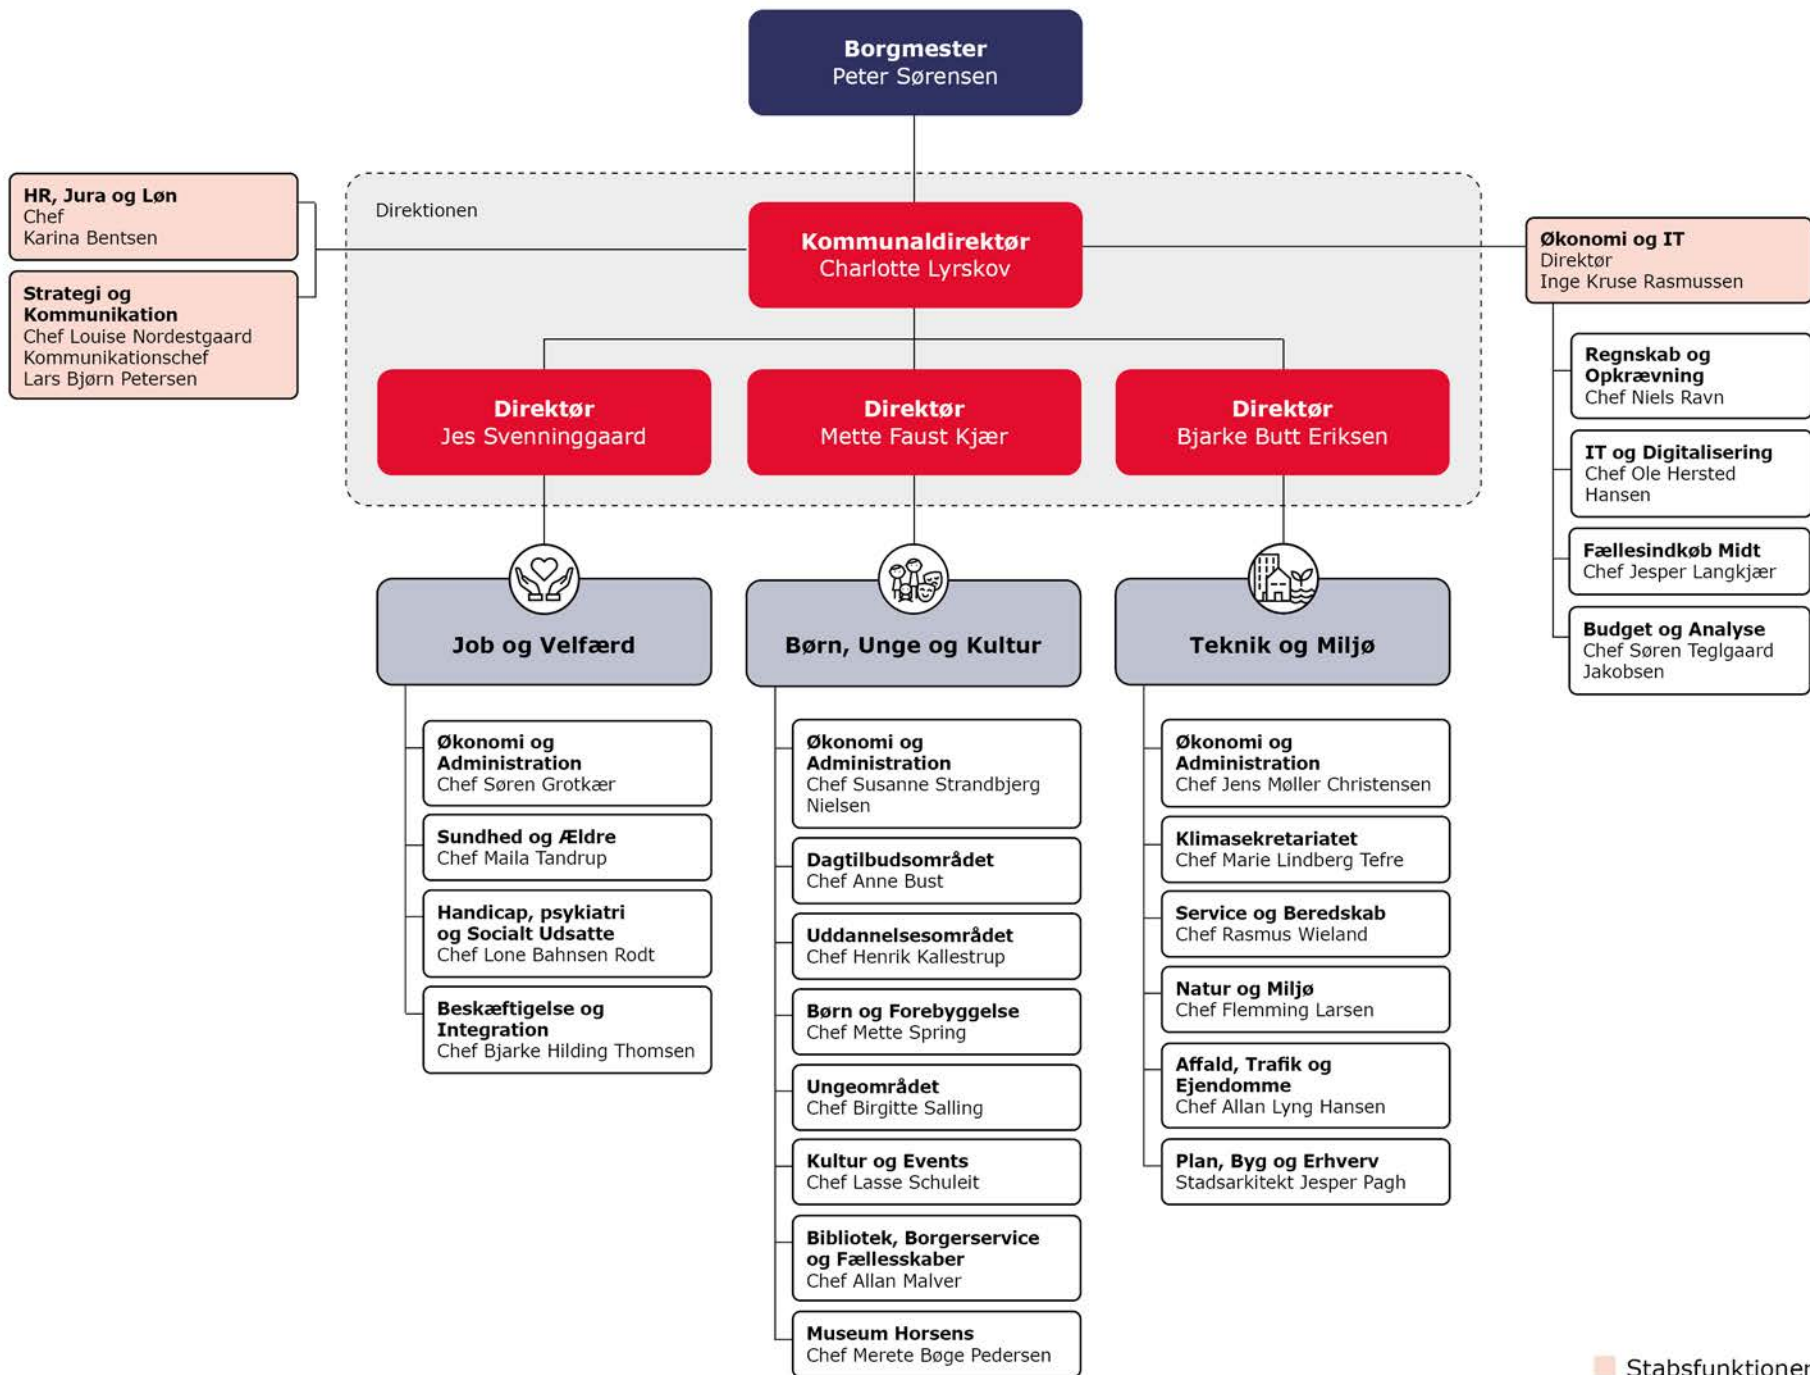 Borgmester
Peter Sørensen
HR, Jura og Løn
Chef
Karina Bentsen
Strategi og
Kommunikation
Chef Louise Nordestgaard
Kommunikationschef
Lars Bjørn Petersen
Direktionen
Kommunaldirektør
Charlotte Lyrskov
Direktør
Jes Svenninggaard
Direktør
Mette Faust Kjær
Direktør
Bjarke Butt Eriksen
Økonomi og IT
Direktør
Inge Kruse Rasmussen
Regnskab og
Opkrævning
Chef Niels Ravn
IT og Digitalisering
Chef Ole Hersted
Hansen
Fællesindkøb Midt
Chef Jesper Langkjær
Budget og Analyse
Chef Søren Teglgaard
Jakobsen
Job og Velfærd
Økonomi og
Administration
Chef Søren Grotkær
Sundhed og Ældre
Chef Maila Tandrup
Handicap, psykiatri
og Socialt Udsatte
Chef Lone Bahnsen Rodt
Beskæftigelse og
Integration
Chef Bjarke Hilding Thomsen
Børn, Unge og Kultur
Økonomi og
Administration
Chef Susanne Strandbjerg
Nielsen
Dagtilbudsområdet
Chef Anne Bust
Uddannelsesområdet
Chef Henrik Kallestrup
Børn og Forebyggelse
Chef Mette Spring
Ungeområdet
Chef Birgitte Salling
Kultur og Events
Chef Lasse Schuleit
Bibliotek, Borgerservice
og Fællesskaber
Chef Allan Malver
Museum Horsens
Chef Merete Bøge Pedersen
Teknik og Miljø
Økonomi og
Administration
Chef Jens Møller Christensen
Klimasekretariatet
Chef Marie Lindberg Tefre
Service og Beredskab
Chef Rasmus Wieland
Natur og Miljø
Chef Flemming Larsen
Affald, Trafik og
Ejendomme
Chef Allan Lyng Hansen
Plan, Byg og Erhverv
Stadsarkitekt Jesper Pagh
Stabsfunktioner